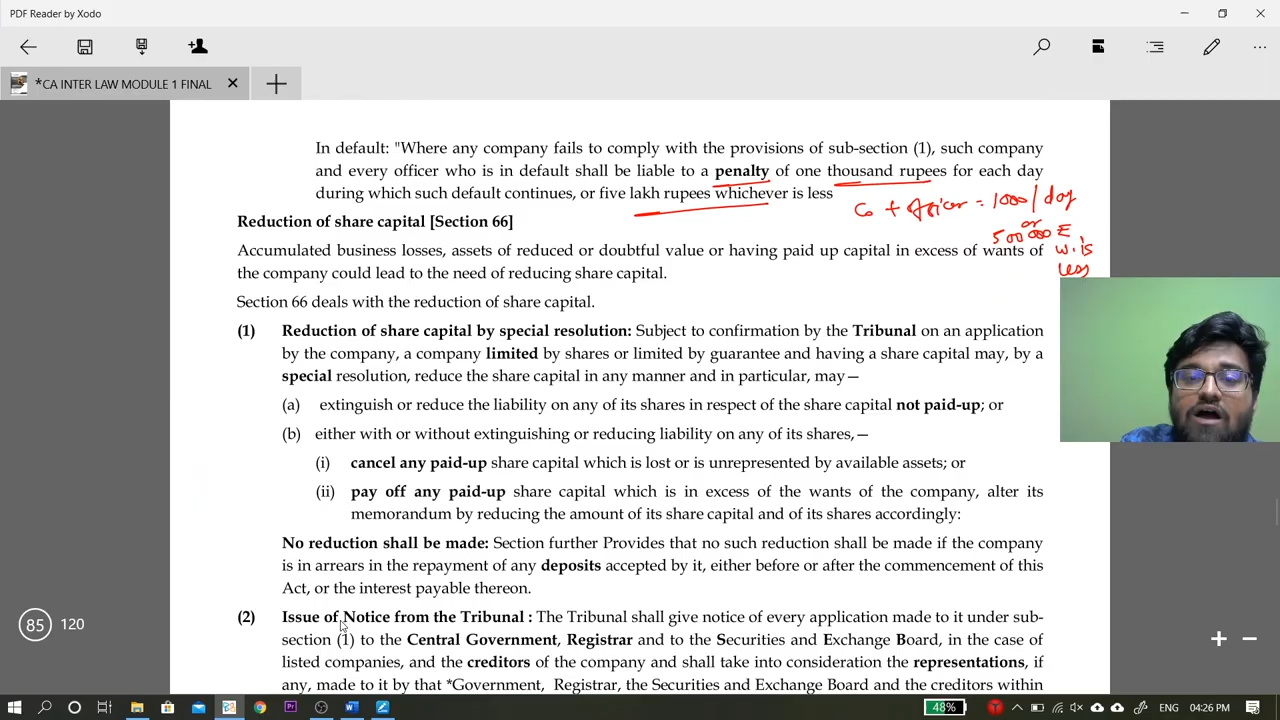 PDF Reader by Xodo
*CA INTER LAW MODULE 1 FINAL
In default: "Where any company fails to comply with the provisions of sub-section (1), such company
and every officer who is in default shall be liable to a penalty of one thousand rupees for each day
during which such default continues, or five lakh rupees whichever is less
Co + officer = 1000/day
or
500000
w. is
less
Reduction of share capital [Section 66]
Accumulated business losses, assets of reduced or doubtful value or having paid up capital in excess of wants of
the company could lead to the need of reducing share capital.
Section 66 deals with the reduction of share capital.
(1) Reduction of share capital by special resolution: Subject to confirmation by the Tribunal on an application
by the company, a company limited by shares or limited by guarantee and having a share capital may, by a
special resolution, reduce the share capital in any manner and in particular, may—
(a) extinguish or reduce the liability on any of its shares in respect of the share capital not paid-up; or
(b) either with or without extinguishing or reducing liability on any of its shares,—
(i) cancel any paid-up share capital which is lost or is unrepresented by available assets; or
(ii) pay off any paid-up share capital which is in excess of the wants of the company, alter its
memorandum by reducing the amount of its share capital and of its shares accordingly:
No reduction shall be made: Section further Provides that no such reduction shall be made if the company
is in arrears in the repayment of any deposits accepted by it, either before or after the commencement of this
Act, or the interest payable thereon.
(2) Issue of Notice from the Tribunal : The Tribunal shall give notice of every application made to it under sub-
section (1) to the Central Government, Registrar and to the Securities and Exchange Board, in the case of
listed companies, and the creditors of the company and shall take into consideration the representations, if
any, made to it by that *Government, Registrar, the Securities and Exchange Board and the creditors within
85 120
48% ENG 04:26 PM